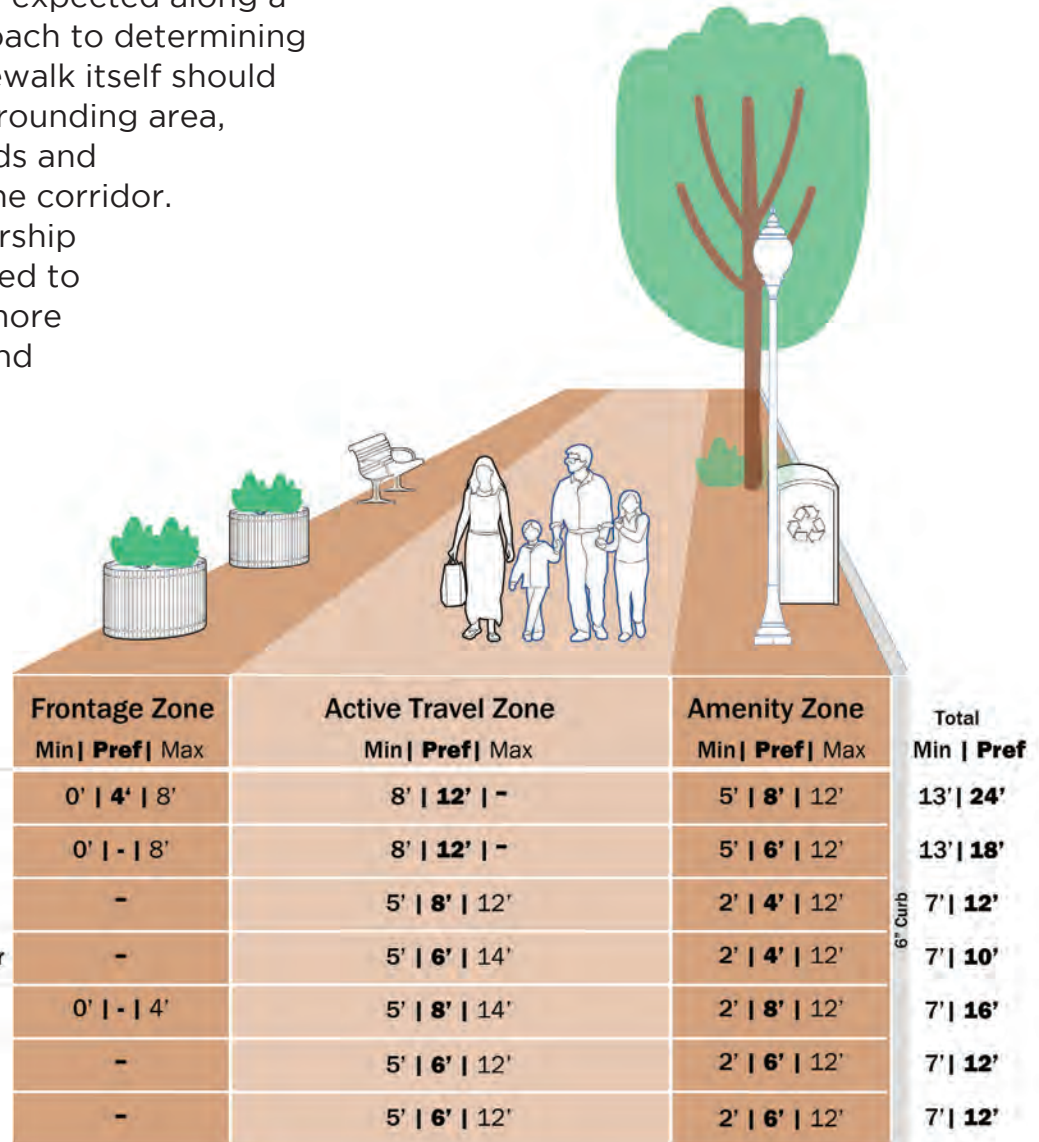 expected along a
oach to determining
ewalk itself should
rrounding area,
ds and
ne corridor.
ership
ed to
more
nd
Frontage Zone Active Travel Zone Amenity Zone Total
Min| Pref| Max Min| Pref| Max Min| Pref| Max Min | Pref
0' | 4' | 8' 8' | 12' | - 5' | 8' | 12' 13'| 24'
0' | - | 8' 8' | 12' | - 5' | 6' | 12' 13'| 18'
- 5' | 8' | 12' 2' | 4' | 12' 7'| 12'
6" Curb
r - 5' | 6' | 14' 2' | 4' | 12' 7'| 10'
0' | - | 4' 5' | 8' | 14' 2' | 8' | 12' 7'| 16'
- 5' | 6' | 12' 2' | 6' | 12' 7'| 12'
- 5' | 6' | 12' 2' | 6' | 12' 7'| 12'